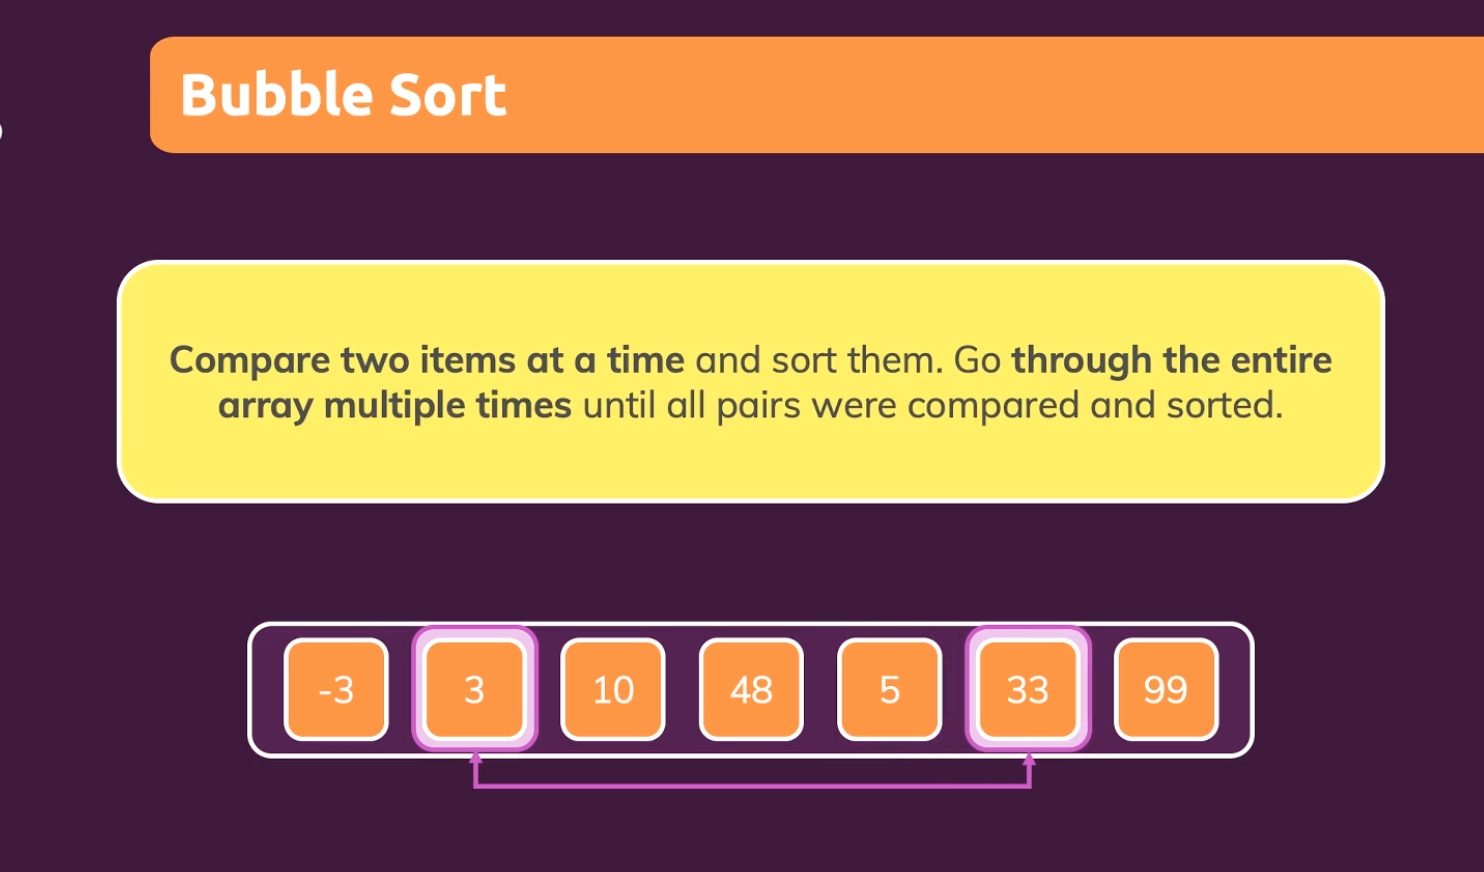 Bubble Sort
Compare two items at a time and sort them. Go through the entire
array multiple times until all pairs were compared and sorted.
-3 3 10 48 5 33 99